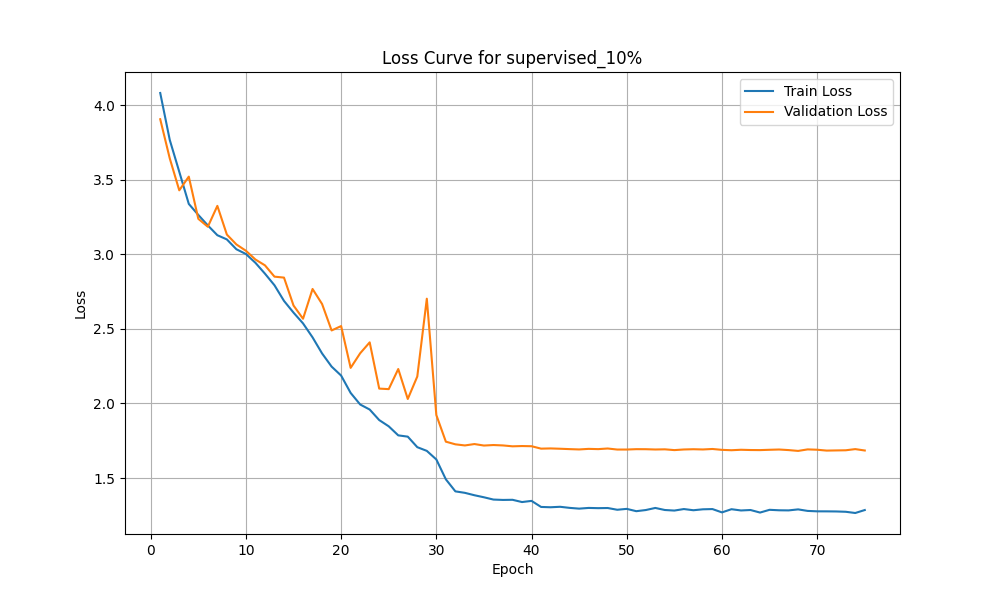 Loss Curve for supervised_10%
Train Loss
Validation Loss
Loss
4.0
3.5
3.0
2.5
2.0
1.5
0 10 20 30 40 50 60 70
Epoch